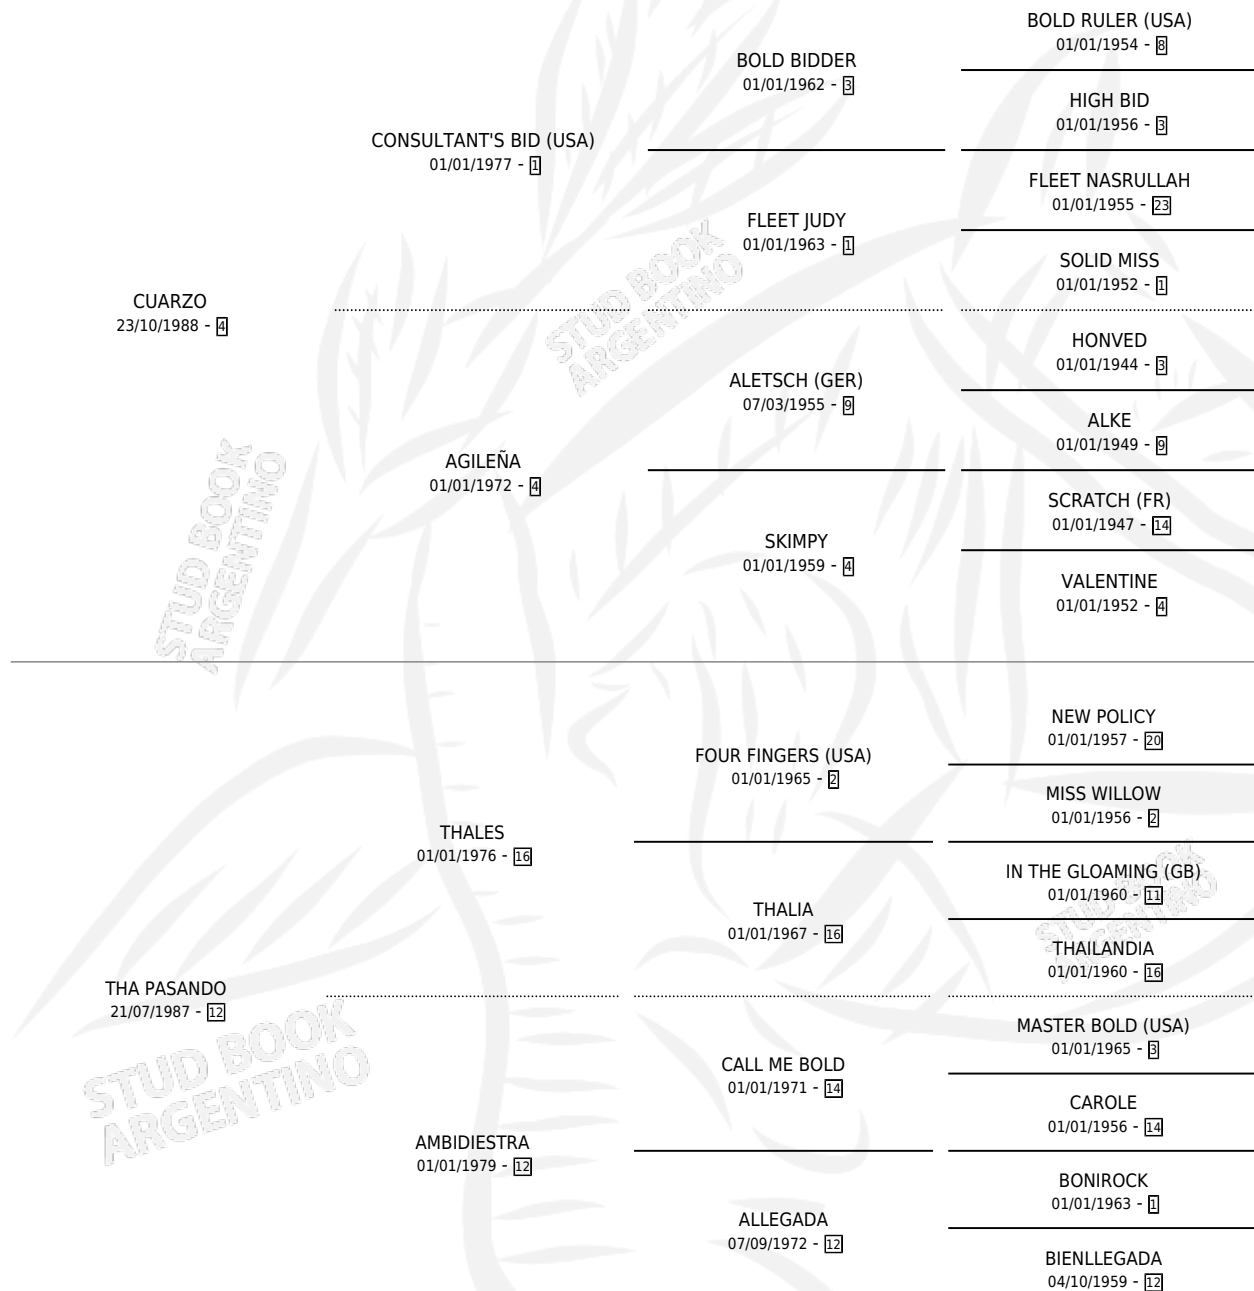 BOLD RULER (USA)
01/01/1954 - 8
BOLD BIDDER
01/01/1962 - 3
HIGH BID
01/01/1956 - 3
CONSULTANT'S BID (USA)
01/01/1977 - 1
FLEET NASRULLAH
01/01/1955 - 23
FLEET JUDY
01/01/1963 - 1
SOLID MISS
01/01/1952 - 1
CUARZO
23/10/1988 - 4
STUD BOOK
ARGENTINO
HONVED
01/01/1944 - 3
ALETSCH (GER)
07/03/1955 - 9
ALKE
01/01/1949 - 9
AGILEÑA
01/01/1972 - 4
SCRATCH (FR)
01/01/1947 - 14
SKIMPY
01/01/1959 - 4
VALENTINE
01/01/1952 - 4
STUD BOOK
ARGENTINO
NEW POLICY
01/01/1957 - 20
FOUR FINGERS (USA)
01/01/1965 - 2
MISS WILLOW
01/01/1956 - 2
THALES
01/01/1976 - 16
IN THE GLOAMING (GB)
01/01/1960 - 11
THALIA
01/01/1967 - 16
STUD BOOK
ARGENTINO
THAILANDIA
01/01/1960 - 16
THA PASANDO
21/07/1987 - 12
STUD BOOK
ARGENTINO
MASTER BOLD (USA)
01/01/1965 - 3
CALL ME BOLD
01/01/1971 - 14
CAROLE
01/01/1956 - 14
AMBIDIESTRA
01/01/1979 - 12
BONIROCK
01/01/1963 - 1
ALLEGADA
07/09/1972 - 12
BIENLLEGADA
04/10/1959 - 12